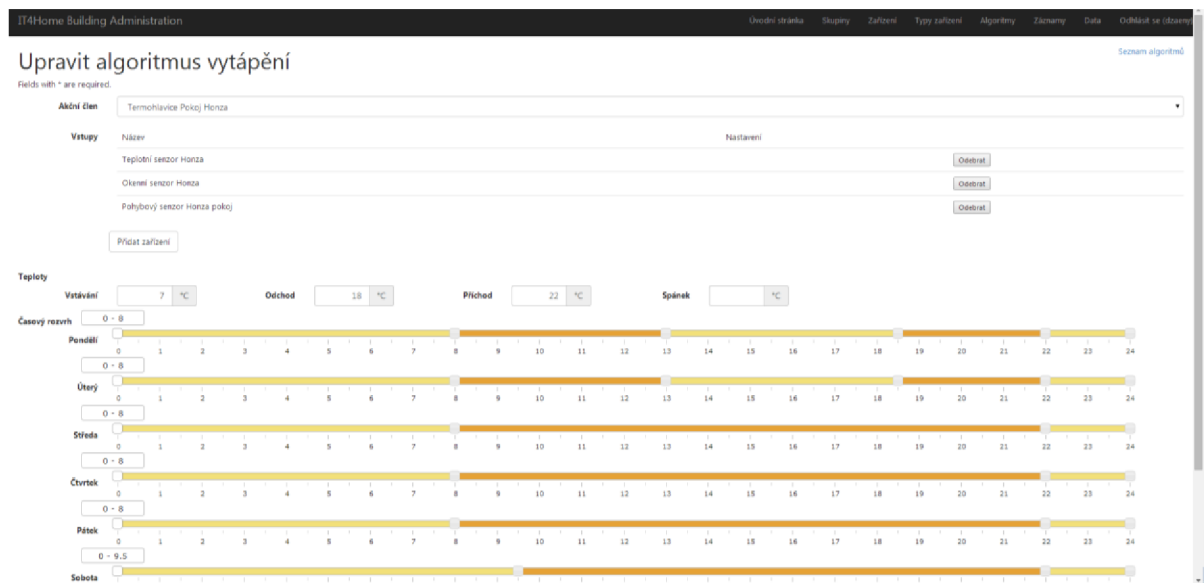 IT4Home Building Administration Úvodní stránka Skupiny Zařízení Typy zařízení Algoritmy Záznamy Data Odhlásit se (dzaeny)
Seznam algoritmů
Upravit algoritmus vytápění
Fields with * are required.
Akční člen Termohlavice Pokoj Honza
Vstupy Název Nastavení
Teplotní senzor Honza Odebrat
Okenní senzor Honza Odebrat
Pohybový senzor Honza pokoj Odebrat
Přidat zařízení
Teploty
Vstávání 7 °C Odchod 18 °C Příchod 22 °C Spánek °C
Časový rozvrh 0 - 8
Pondělí
0 1 2 3 4 5 6 7 8 9 10 11 12 13 14 15 16 17 18 19 20 21 22 23 24
0 - 8
Úterý
0 1 2 3 4 5 6 7 8 9 10 11 12 13 14 15 16 17 18 19 20 21 22 23 24
0 - 8
Středa
0 1 2 3 4 5 6 7 8 9 10 11 12 13 14 15 16 17 18 19 20 21 22 23 24
0 - 8
Čtvrtek
0 1 2 3 4 5 6 7 8 9 10 11 12 13 14 15 16 17 18 19 20 21 22 23 24
0 - 8
Pátek
0 1 2 3 4 5 6 7 8 9 10 11 12 13 14 15 16 17 18 19 20 21 22 23 24
0 - 9.5
Sobota